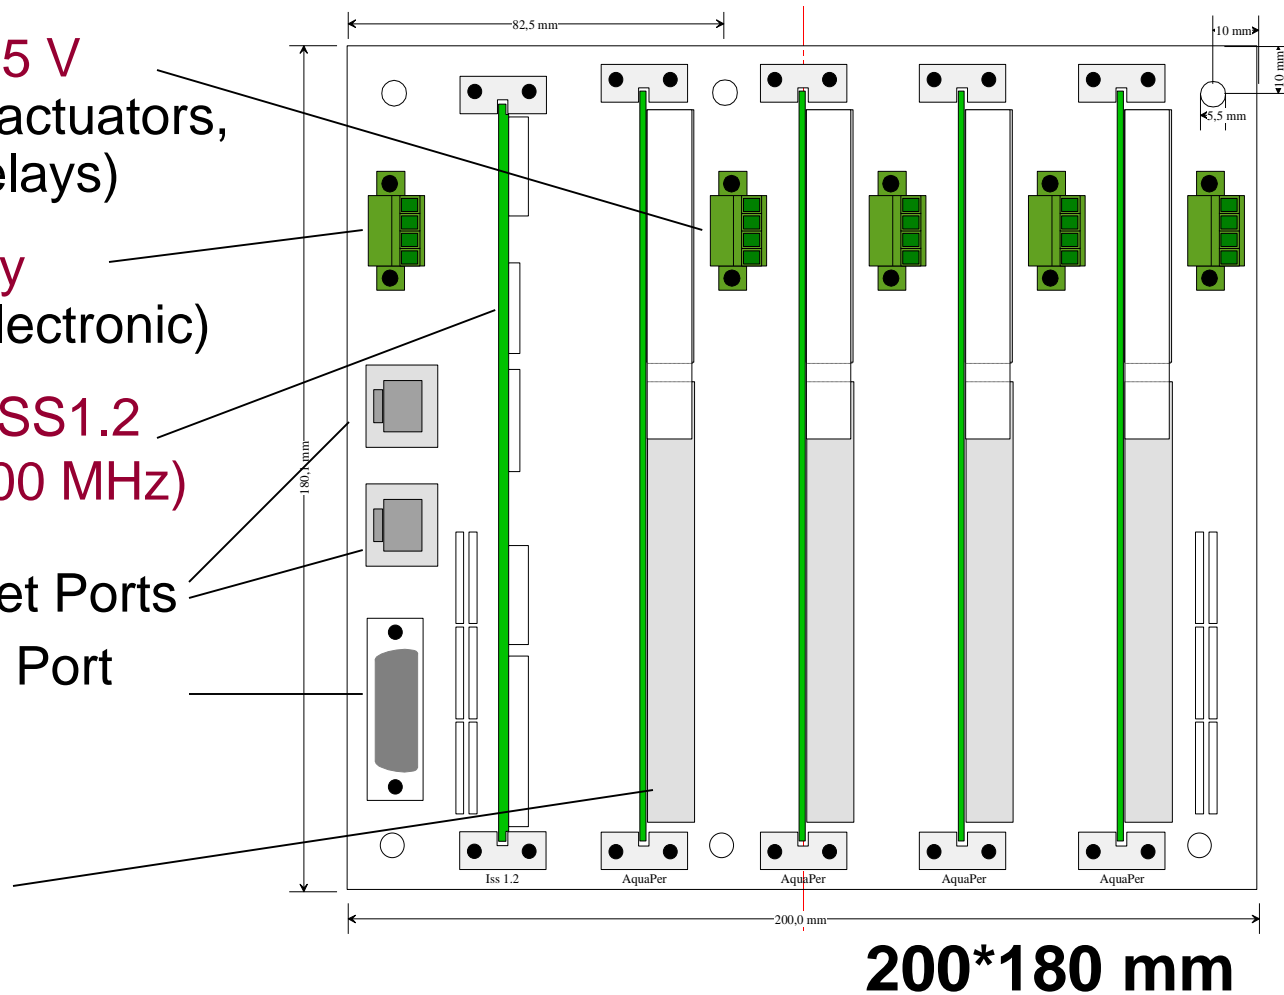 82,5 mm
10 mm
5 V
10 mm
actuators,
5,5 mm
elays)
y
lectronic)
SS1.2
180,1 mm
00 MHz)
et Ports
Port
Iss 1.2
AquaPer
AquaPer
AquaPer
AquaPer
200,0 mm
200*180 mm